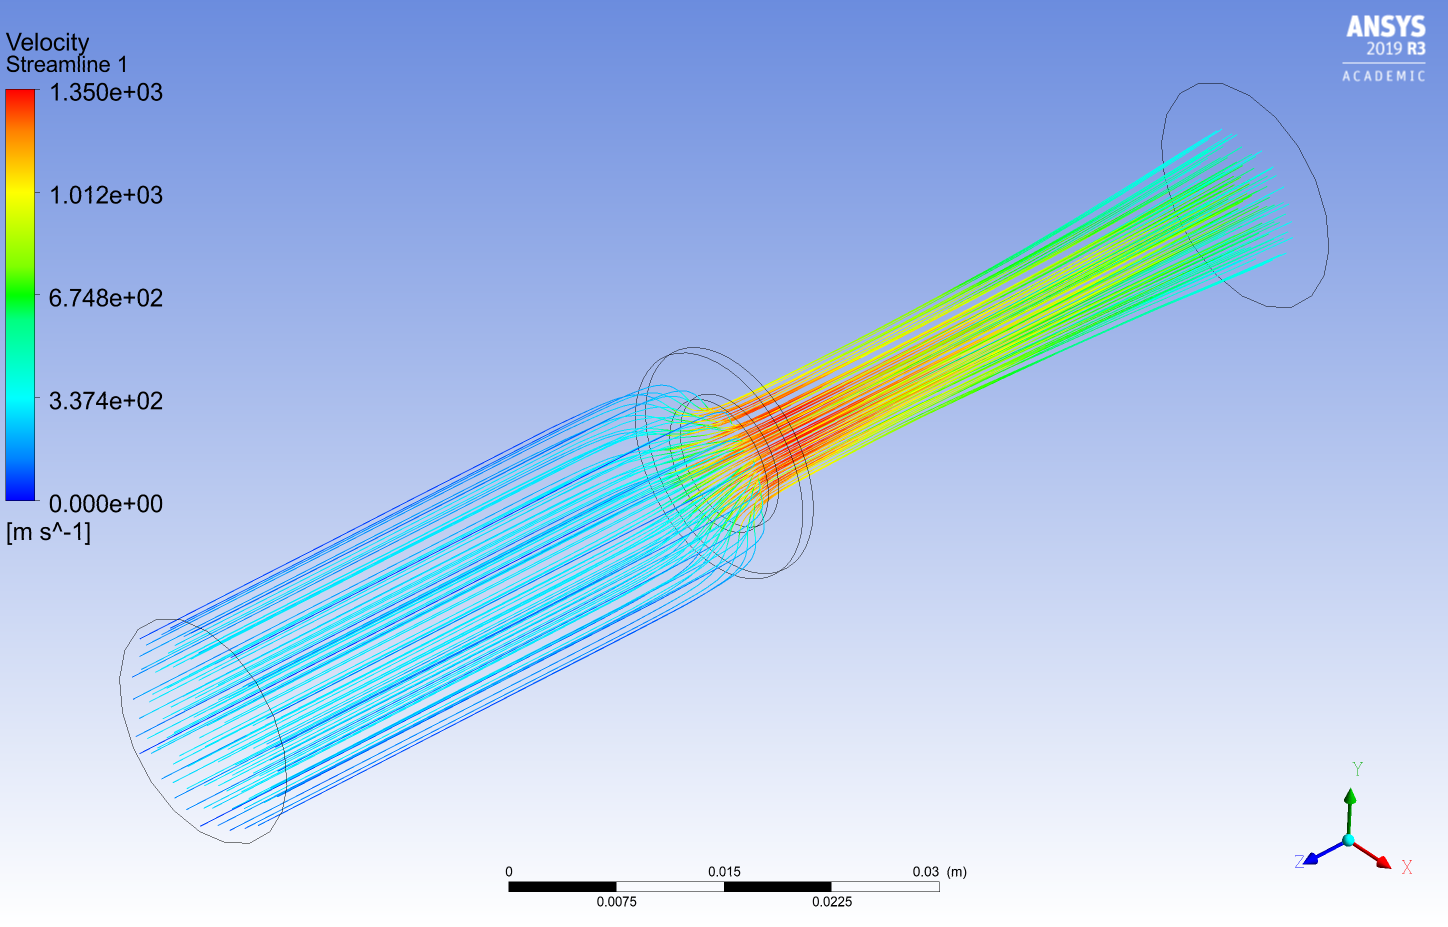 Velocity
Streamline 1
1.350e+03
1.012e+03
6.748e+02
3.374e+02
0.000e+00
[m s^-1]
ANSYS
2019 R3
ACADEMIC
Y
Z
X
0 0.015 0.03 (m)
0.0075 0.0225